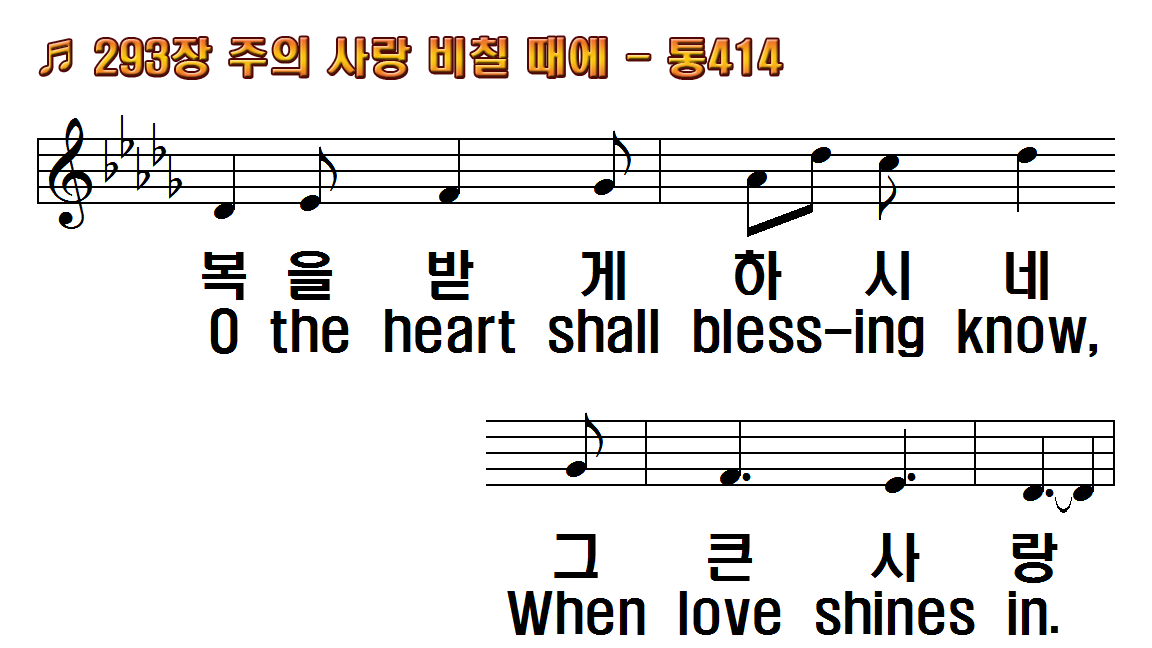 ♬ 293장 주의 사랑 비칠 때에 - 통414
복 을 받 게 하 시 네
O the heart shall bless-ing know,
그 큰 사 랑
When love shines in.